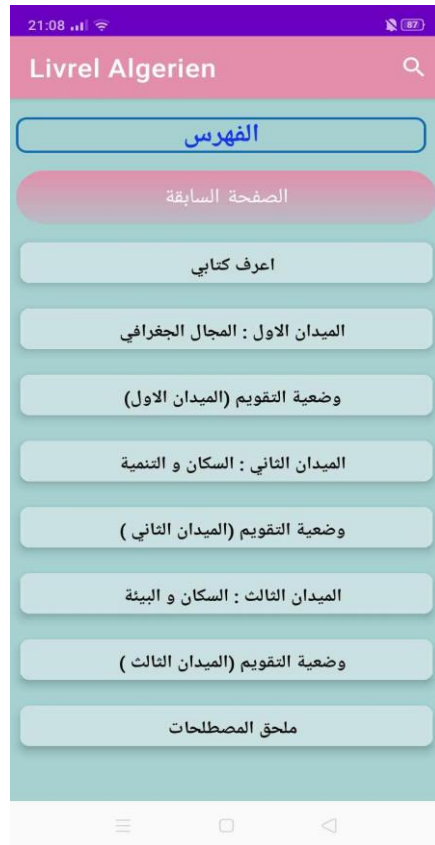 21:08
87
Livrel Algerien
الفهرس
الصفحة السابقة
اعرف كتابي
الميدان الاول : المجال الجغرافي
وضعية التقويم (الميدان الاول)
الميدان الثاني : السكان و التنمية
وضعية التقويم (الميدان الثاني )
الميدان الثالث : السكان و البيئة
وضعية التقويم (الميدان الثالث )
ملحق المصطلحات